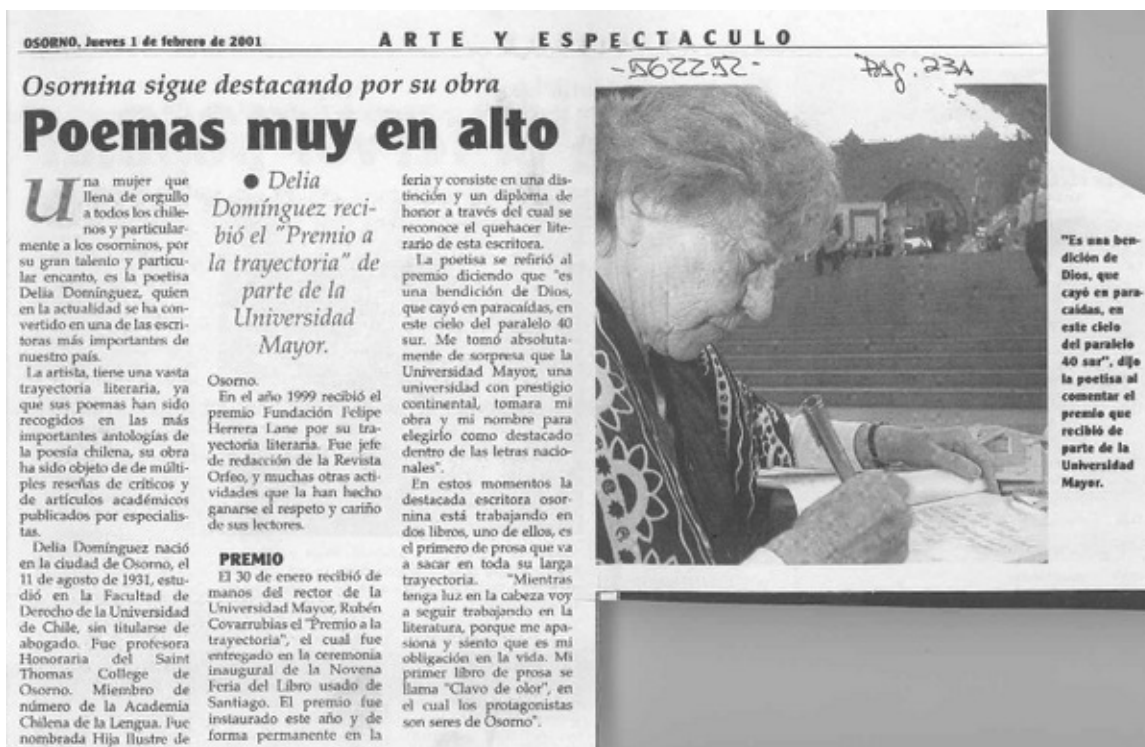 OSORNO, Jueves 1 de febrero de 2001
ARTE Y ESPECTACULO
Pag. 23A
Osornina sigue destacando por su obra
Poemas muy en alto
Una mujer que
llena de orgullo
a todos los chile-
nos y particular-
mente a los osorninos, por
su gran talento y particu-
lar encanto, es la poetisa
Delia Domínguez, quien
en la actualidad se ha con-
vertido en una de las escri-
toras más importantes de
nuestro país.
La artista, tiene una vasta
trayectoria literaria, ya
que sus poemas han sido
recogidos en las más
importantes antologías de
la poesía chilena, su obra
ha sido objeto de de múlti-
ples reseñas de críticos y
de artículos académicos
publicados por especialis-
tas.
Delia Domínguez nació
en la ciudad de Osorno, el
11 de agosto de 1931, estu-
dió en la Facultad de
Derecho de la Universidad
de Chile, sin titularse de
abogado. Fue profesora
Honoraria del Saint
Thomas College de
Osorno. Miembro de
número de la Academia
Chilena de la Lengua. Fue
nombrada Hija Ilustre de
● Delia
Domínguez reci-
bió el "Premio a
la trayectoria" de
parte de la
Universidad
Mayor.
Osorno.
En el año 1999 recibió el
premio Fundación Felipe
Herrera Lane por su tra-
yectoria literaria. Fue jefe
de redacción de la Revista
Orfeo, y muchas otras acti-
vidades que la han hecho
ganarse el respeto y cariño
de sus lectores.
PREMIO
El 30 de enero recibió de
manos del rector de la
Universidad Mayor, Rubén
Covarrubias el "Premio a la
trayectoria", el cual fue
entregado en la ceremonia
inaugural de la Novena
Feria del Libro usado de
Santiago. El premio fue
instaurado este año y de
forma permanente en la
feria y consiste en una dis-
tinción y un diploma de
honor a través del cual se
reconoce el quehacer lite-
rario de esta escritora.
La poetisa se refirió al
premio diciendo que "es
una bendición de Dios,
que cayó en paracaídas, en
este cielo del paralelo 40
sur. Me tomó absoluta-
mente de sorpresa que la
Universidad Mayor, una
universidad con prestigio
continental, tomara mi
obra y mi nombre para
elegirlo como destacado
dentro de las letras nacio-
nales".
En estos momentos la
destacada escritora osor-
nina está trabajando en
dos libros, uno de ellos, es
el primero de prosa que va
a sacar en toda su larga
trayectoria. "Mientras
tenga luz en la cabeza voy
a seguir trabajando en la
literatura, porque me apa-
siona y siento que es mi
obligación en la vida. Mi
primer libro de prosa se
llama "Clavo de olor", en
el cual los protagonistas
son seres de Osorno".
"Es una ben-
dición de
Dios, que
cayó en para-
caídas, en
este cielo
del paralelo
40 sur", dijo
la poetisa al
comentar el
premio que
recibió de
parte de la
Universidad
Mayor.